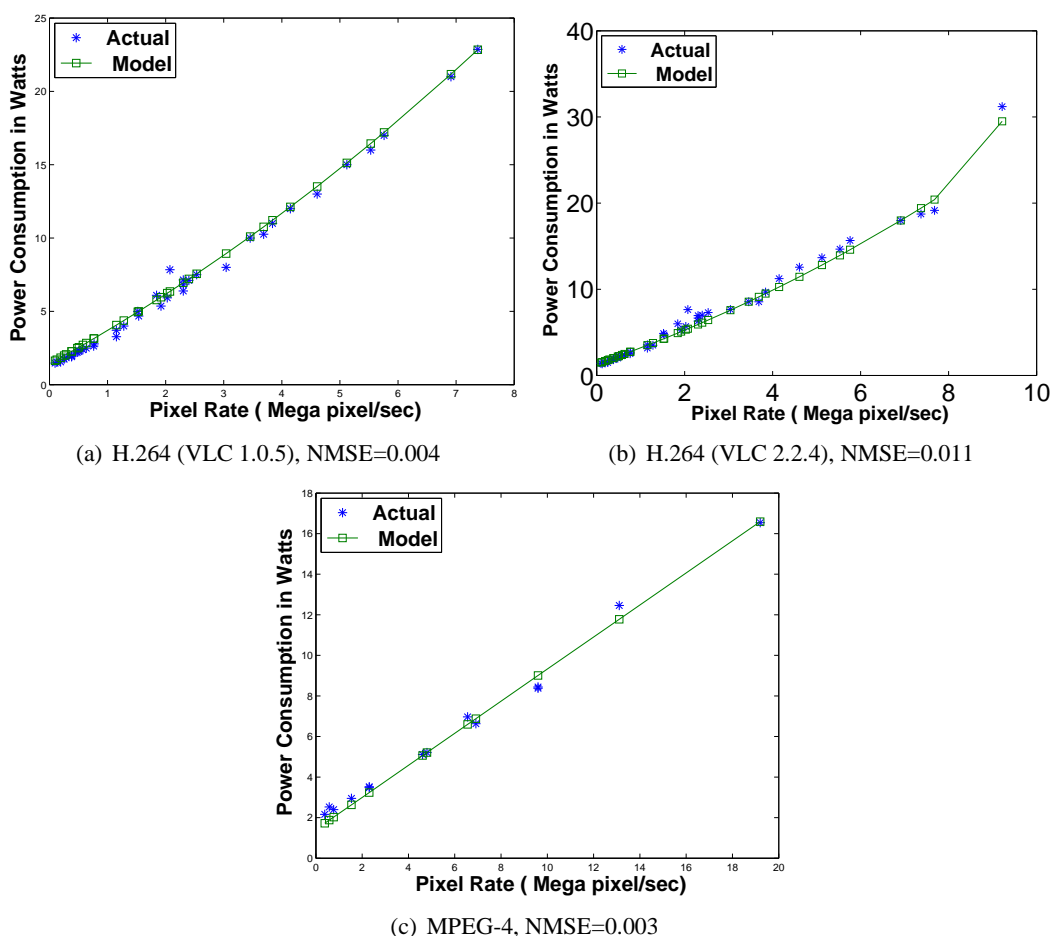 25
20
15
10
5
0
0 1 2 3 4 5 6 7 8
Power Consumption in Watts
Pixel Rate ( Mega pixel/sec)
Actual
Model
(a) H.264 (VLC 1.0.5), NMSE=0.004
40
30
20
10
0
0 2 4 6 8 10
Power Consumption in Watts
Pixel Rate ( Mega pixel/sec)
Actual
Model
(b) H.264 (VLC 2.2.4), NMSE=0.011
18
16
14
12
10
8
6
4
2
0
0 2 4 6 8 10 12 14 16 18 20
Power Consumption in Watts
Pixel Rate ( Mega pixel/sec)
Actual
Model
(c) MPEG-4, NMSE=0.003